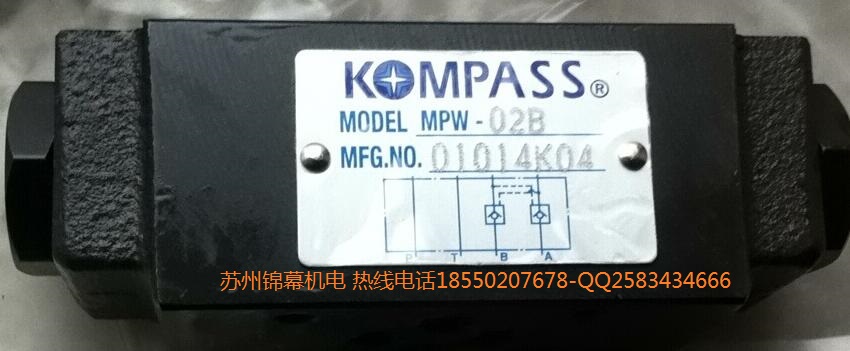 KOMPASS®
MODEL MPW-02B
MFG.NO. 01014K04
P T B A
苏州锦幕机电 热线电话18550207678-QQ2583434666